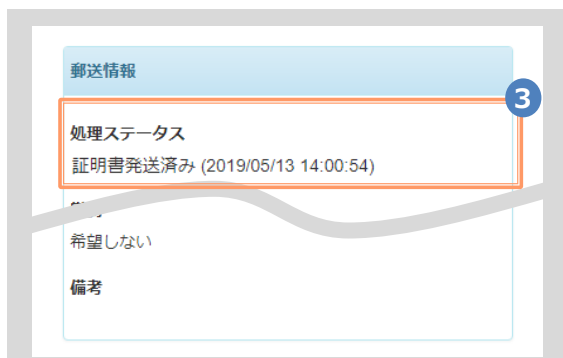 郵送情報
3
処理ステータス
証明書発送済み (2019/05/13 14:00:54)
希望しない
備考